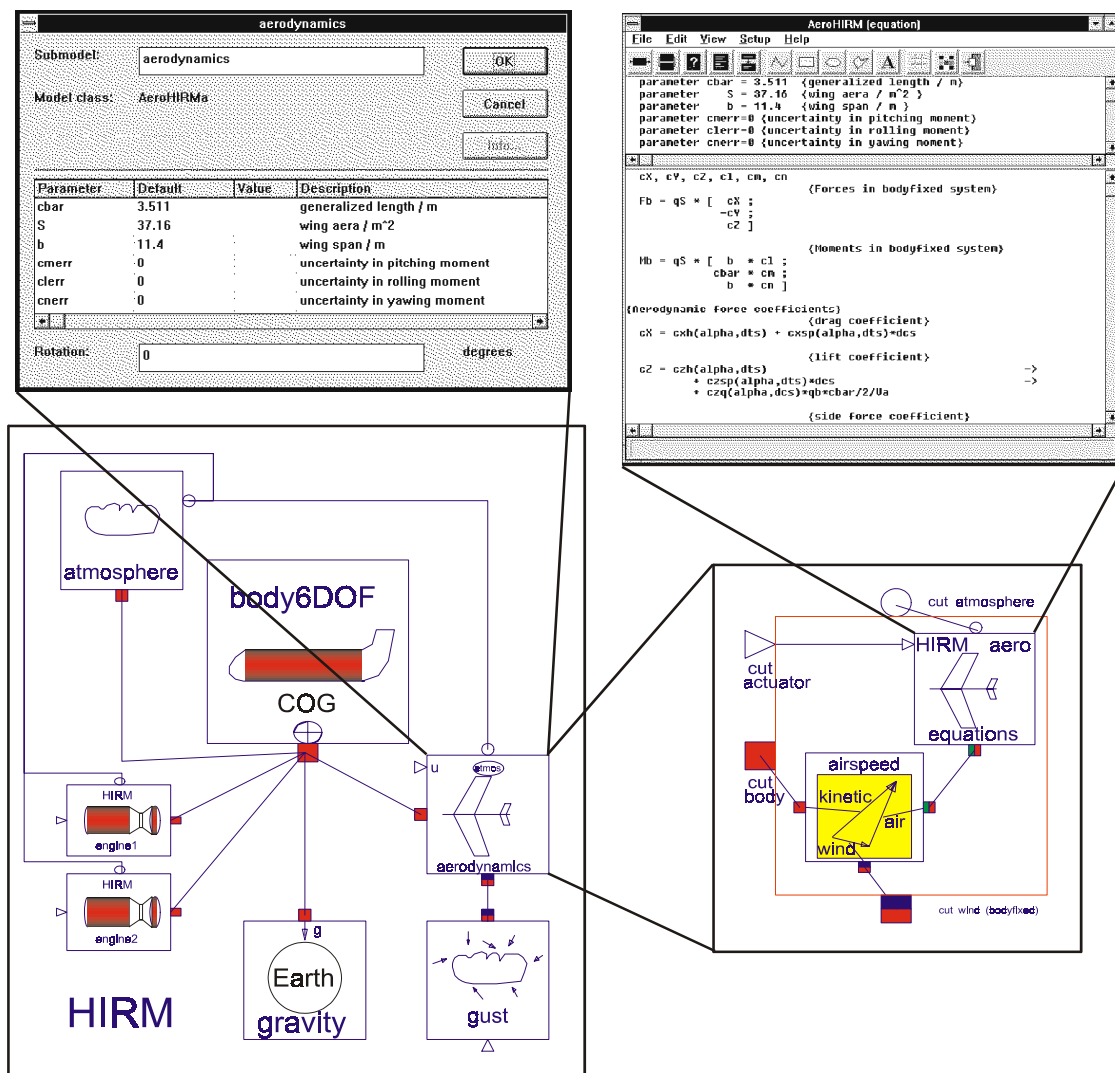 aerodynamics
Submodel:
aerodynamics
OK
Model class:
AeroHIRMa
Cancel
Info...
Parameter Default Value Description
cbar 3.511 generalized length / m
S 37.16 wing aera / m^2
b 11.4 wing span / m
cmerr 0 uncertainty in pitching moment
clerr 0 uncertainty in rolling moment
cnerr 0 uncertainty in yawing moment
Rotation:
0
degrees
AeroHIRM (equation)
File Edit View Setup Help
? A
parameter cbar = 3.511 {generalized length / m}
parameter S = 37.16 {wing aera / m^2 }
parameter b - 11.4 {wing span / m }
parameter cmerr=0 {uncertainty in pitching moment}
parameter clerr-0 {uncertainty in rolling moment}
parameter cnerr=0 {uncertainty in yawing moment}
cX, cY, cZ, cl, cm, cn
{Forces in bodyfixed system}
Fb = qS * [ cX ;
-cY ;
cZ ]
{Moments in bodyfixed system}
Mb = qS * [ b * cl ;
cbar * cm ;
b * cn ]
{Aerodynamic force coefficients}
{drag coefficient}
cX = cxh(alpha,dts) + cxsp(alpha,dts)*dcs
{lift coefficient}
cZ = czh(alpha,dts) ->
+ czsp(alpha,dts)*dcs ->
+ czq(alpha,dcs)*qb*cbar/2/Va
{side force coefficient}
atmosphere
body6DOF
COG
HIRM
engine1
HIRM
engine2
u
atmos
aerodynamics
g
Earth
gravity
gust
HIRM
cut atmosphere
HIRM aero
cut
actuator
equations
airspeed
cut
body
kinetic
air
wind
cut wind (bodyfixed)